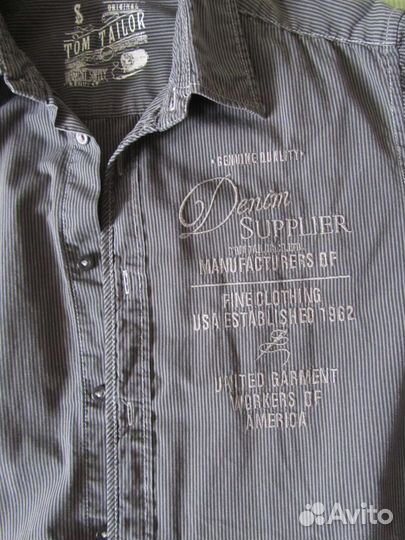 S ORIGINAL
TOM TAILOR
GENUINE QUALITY
Denim
SUPPLIER
MANUFACTURERS OF
FINE CLOTHING
USA ESTABLISHED 1962
UNITED GARMENT
WORKERS OF
AMERICA
Avito